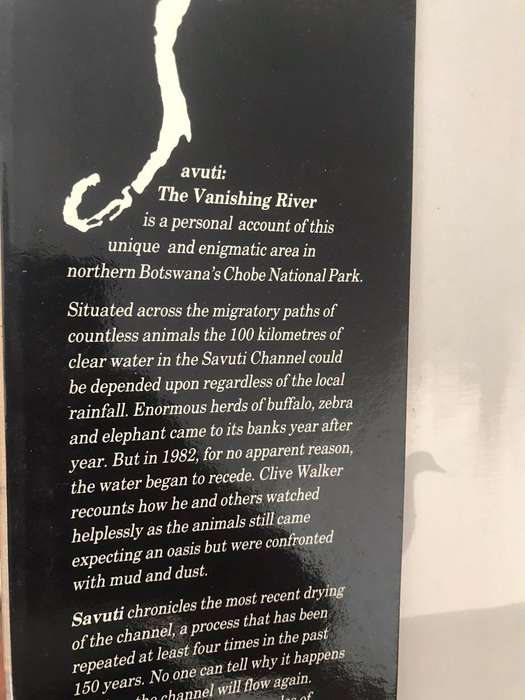 avuti:
The Vanishing River
is a personal account of this
unique and enigmatic area in
northern Botswana's Chobe National Park.
Situated across the migratory paths of
countless animals the 100 kilometres of
clear water in the Savuti Channel could
be depended upon regardless of the local
rainfall. Enormous herds of buffalo, zebra
and elephant came to its banks year after
year. But in 1982, for no apparent reason,
the water began to recede. Clive Walker
recounts how he and others watched
helplessly as the animals still came
expecting an oasis but were confronted
with mud and dust.
Savuti chronicles the most recent drying
of the channel, a process that has been
repeated at least four times in the past
150 years. No one can tell why it happens
the channel will flow again.
of